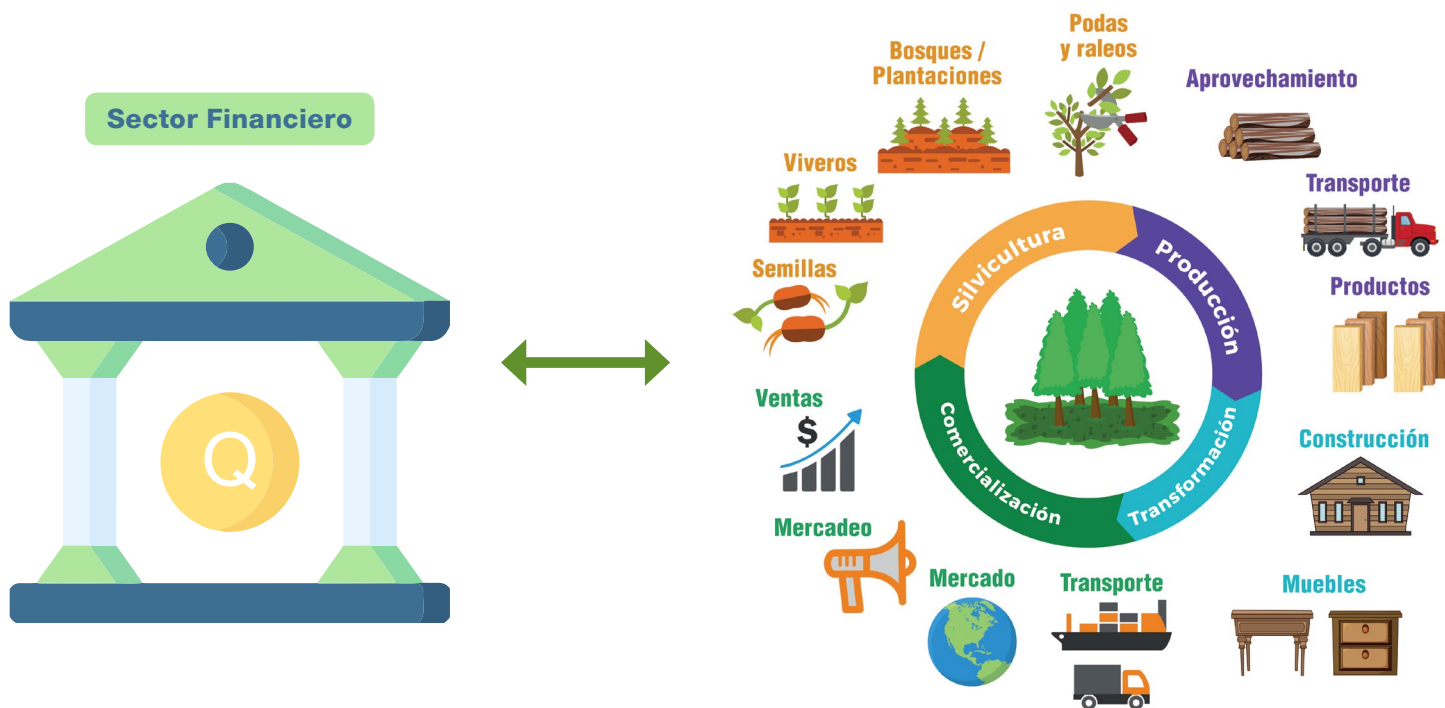 Sector Financiero
Q
Podas
y raleos
Bosques /
Plantaciones
Aprovechamiento
Viveros
Transporte
Semillas
Productos
Silvicultura
Producción
Transformación
Comercialización
Ventas
$
Construcción
Mercadeo
Mercado
Transporte
Muebles